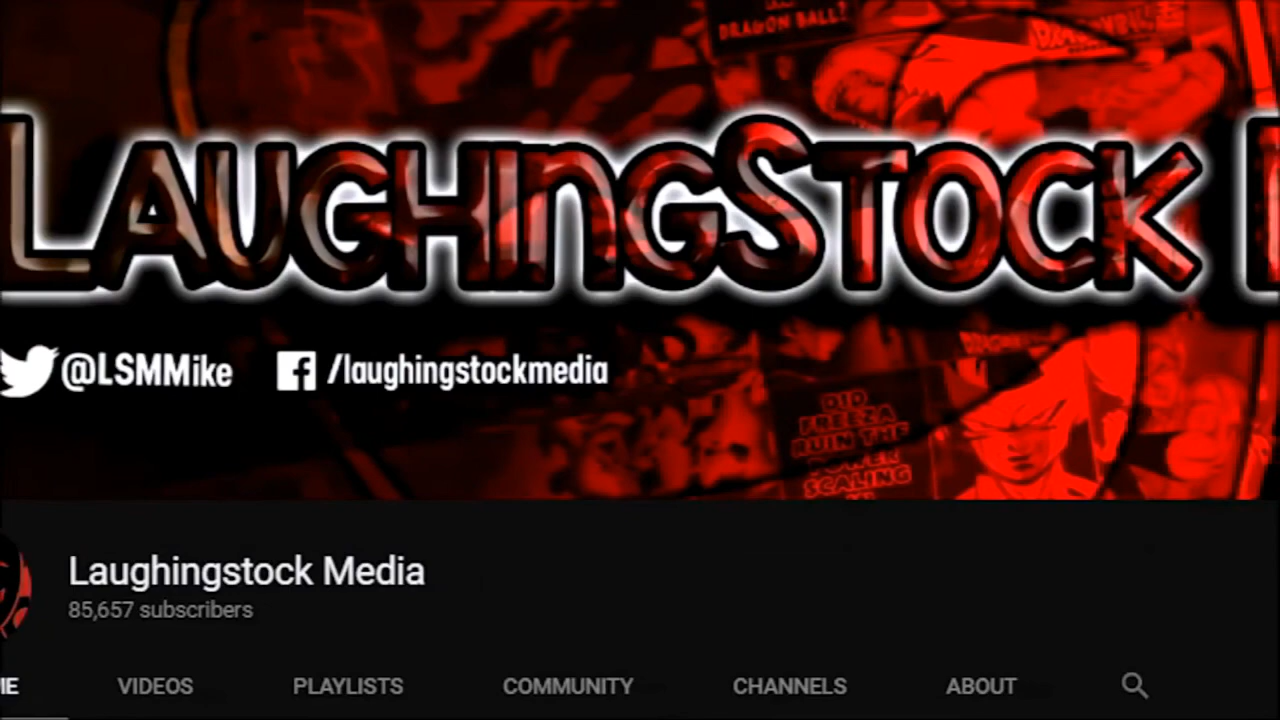 DRAGON BALL?
LAUGHINGSTOCK
@LSMMike /laughingstockmedia
DID
FREEZA
RUIN THE
POWER
SCALING
Laughingstock Media
85,657 subscribers
VIDEOS PLAYLISTS COMMUNITY CHANNELS ABOUT